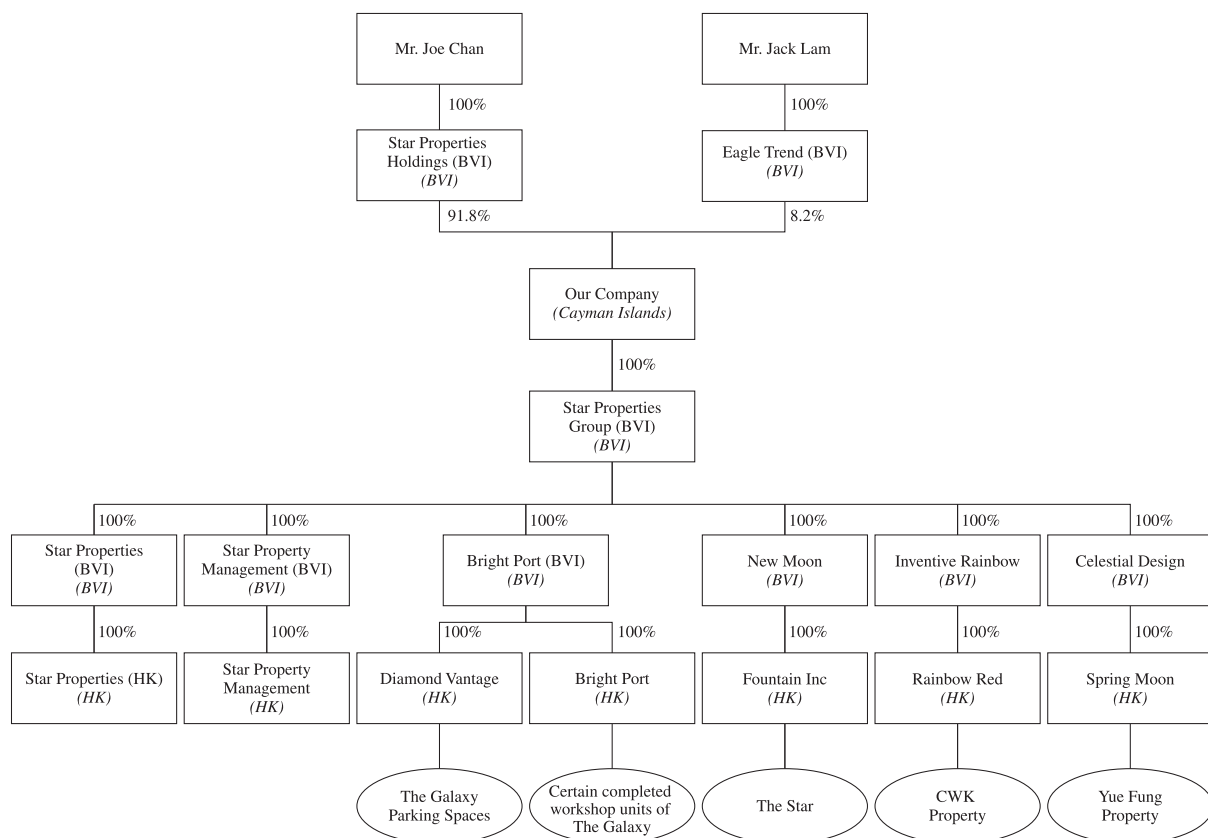 Mr. Joe Chan
Mr. Jack Lam
100%
100%
Star Properties
Holdings (BVI)
(BVI)
Eagle Trend (BVI)
(BVI)
91.8%
8.2%
Our Company
(Cayman Islands)
100%
Star Properties
Group (BVI)
(BVI)
100%
100%
100%
100%
100%
100%
Star Properties
(BVI)
(BVI)
Star Property
Management (BVI)
(BVI)
Bright Port (BVI)
(BVI)
New Moon
(BVI)
Inventive Rainbow
(BVI)
Celestial Design
(BVI)
100%
100%
100%
100%
100%
100%
100%
Star Properties (HK)
(HK)
Star Property
Management
(HK)
Diamond Vantage
(HK)
Bright Port
(HK)
Fountain Inc
(HK)
Rainbow Red
(HK)
Spring Moon
(HK)
The Galaxy
Parking Spaces
Certain completed
workshop units of
The Galaxy
The Star
CWK
Property
Yue Fung
Property